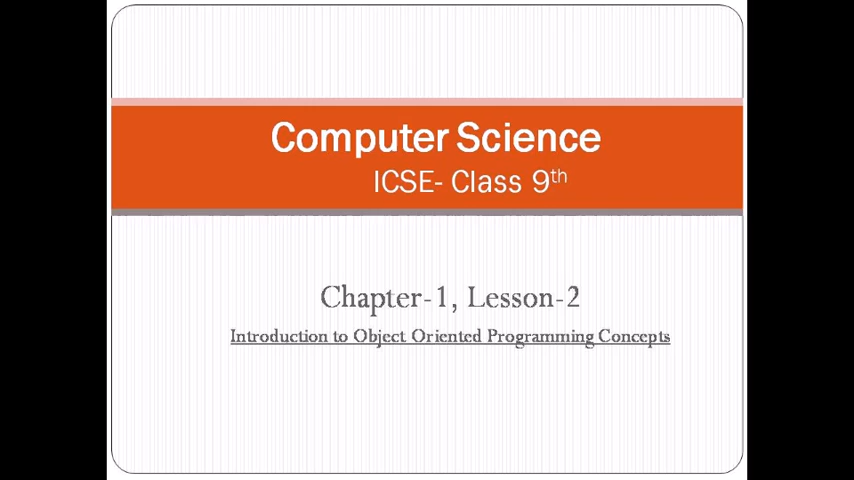 Computer Science
ICSE- Class 9th
Chapter-1, Lesson-2
Introduction to Object Oriented Programming Concepts